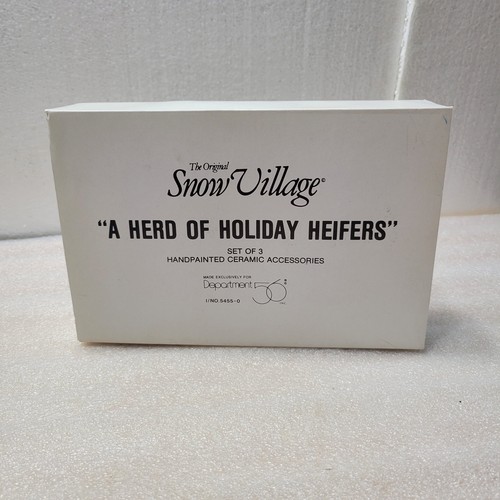 The Original
Snow Village©
"A HERD OF HOLIDAY HEIFERS"
SET OF 3
HANDPAINTED CERAMIC ACCESSORIES
MADE EXCLUSIVELY FOR
Department 56
I/NO.5455-0